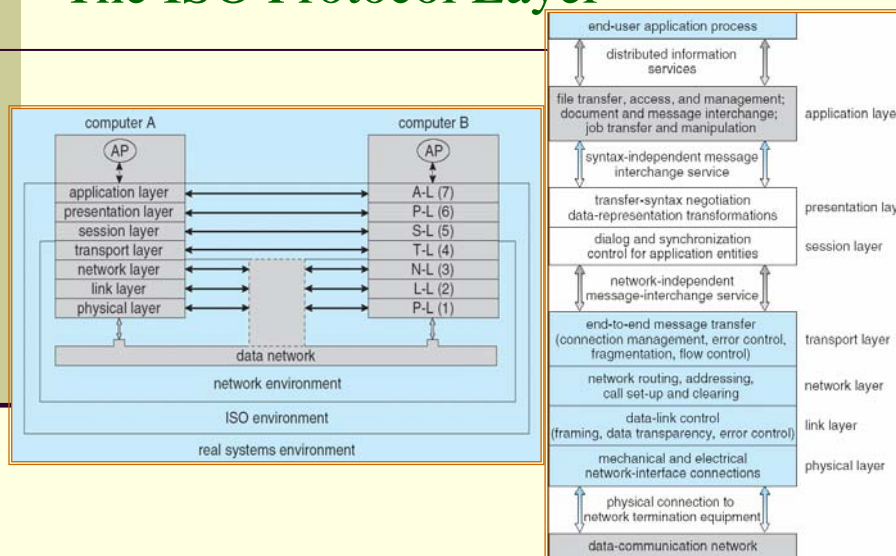 The ISO Protocol Layer
computer A
computer B
AP
AP
application layer
A-L (7)
presentation layer
P-L (6)
session layer
S-L (5)
transport layer
T-L (4)
network layer
N-L (3)
link layer
L-L (2)
physical layer
P-L (1)
data network
network environment
ISO environment
real systems environment
end-user application process
distributed information
services
file transfer, access, and management;
document and message interchange;
job transfer and manipulation
application laye
syntax-independent message
interchange service
transfer-syntax negotiation
data-representation transformations
presentation lay
dialog and synchronization
control for application entities
session layer
network-independent
message-interchange service
end-to-end message transfer
(connection management, error control,
fragmentation, flow control)
transport layer
network routing, addressing,
call set-up and clearing
network layer
data-link control
(framing, data transparency, error control)
link layer
mechanical and electrical
network-interface connections
physical layer
physical connection to
network termination equipment
data-communication network